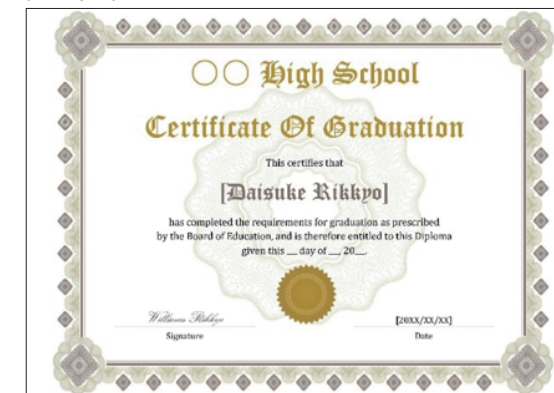 ○○ High School
Certificate Of Graduation
This certifies that
[Daisuke Rikkyo]
has completed the requirements for graduation as prescribed
by the Board of Education, and is therefore entitled to this Diploma
given this __ day of __, 20__.
Williams Rikkyo
[20XX/XX/XX]
Signature
Date